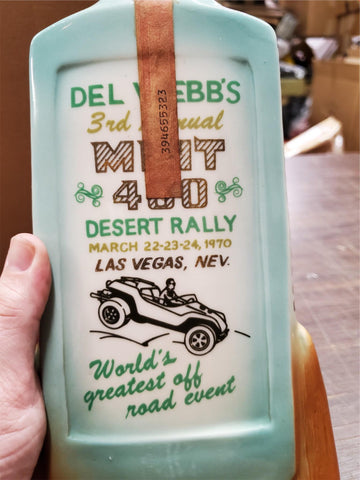 DEL WEBB'S
3rd Annual
MINT
400
DESERT RALLY
MARCH 22-23-24, 1970
LAS VEGAS, NEV.
World's
greatest off
road event
394655323